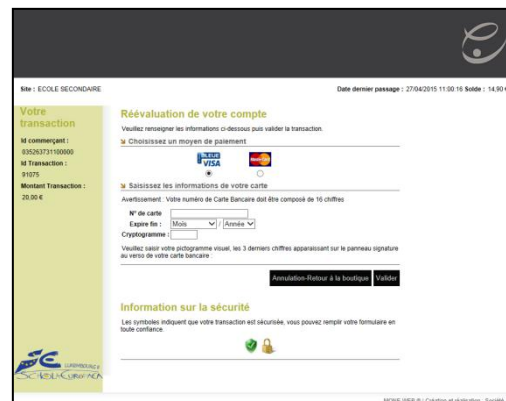 Site : ECOLE SECONDAIRE
Date dernier passage : 27/04/2015 11:00:16 Solde : 14,90 €
Votre
transaction
Id commerçant :
035263731100000
Id Transaction :
91075
Montant Transaction :
20,00 €
Réévaluation de votre compte
Veuillez renseigner les informations ci-dessous puis valider la transaction.
Choisissez un moyen de paiement
BLEUE
VISA
MasterCard
Saisissez les informations de votre carte
Avertissement : Votre numéro de Carte Bancaire doit être composé de 16 chiffres
N° de carte
Expire fin : Mois / Année
Cryptogramme :
Veuillez saisir votre pictogramme visuel, les 3 derniers chiffres apparaissant sur le panneau signature
au verso de votre carte bancaire :
Annulation-Retour à la boutique Valider
Information sur la sécurité
Les symboles indiquent que votre transaction est sécurisée, vous pouvez remplir votre formulaire en
toute confiance.
LUXEMBOURG II